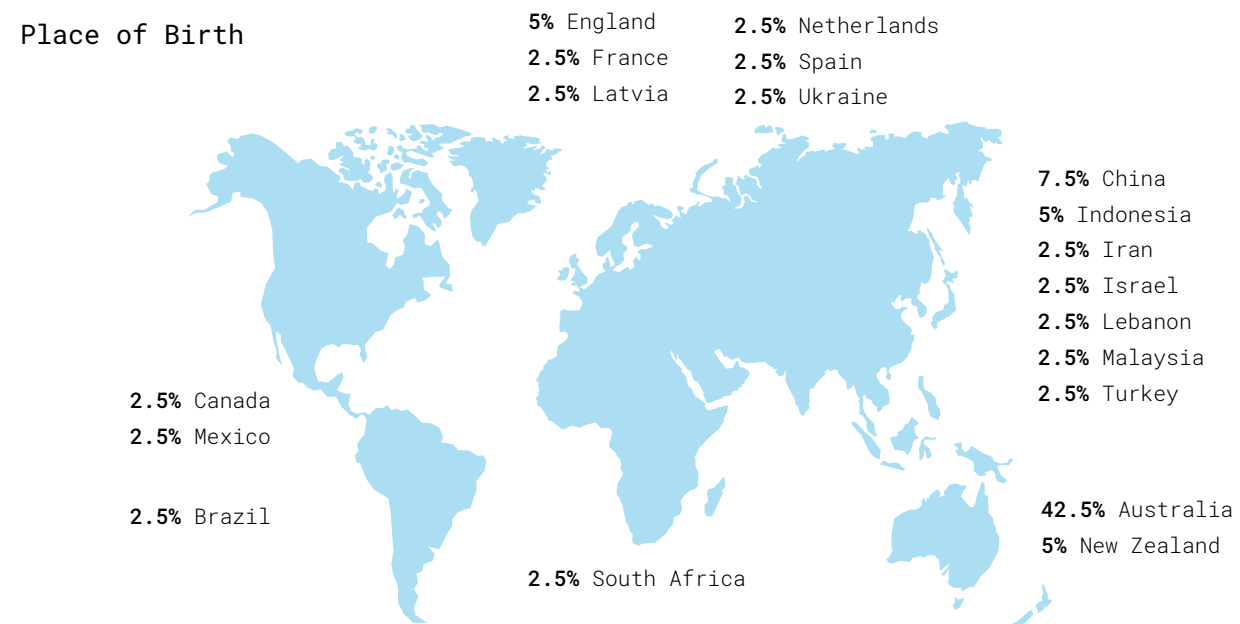 Place of Birth
5% England
2.5% France
2.5% Latvia
2.5% Netherlands
2.5% Spain
2.5% Ukraine
7.5% China
5% Indonesia
2.5% Iran
2.5% Israel
2.5% Lebanon
2.5% Malaysia
2.5% Turkey
2.5% Canada
2.5% Mexico
2.5% Brazil
42.5% Australia
5% New Zealand
2.5% South Africa